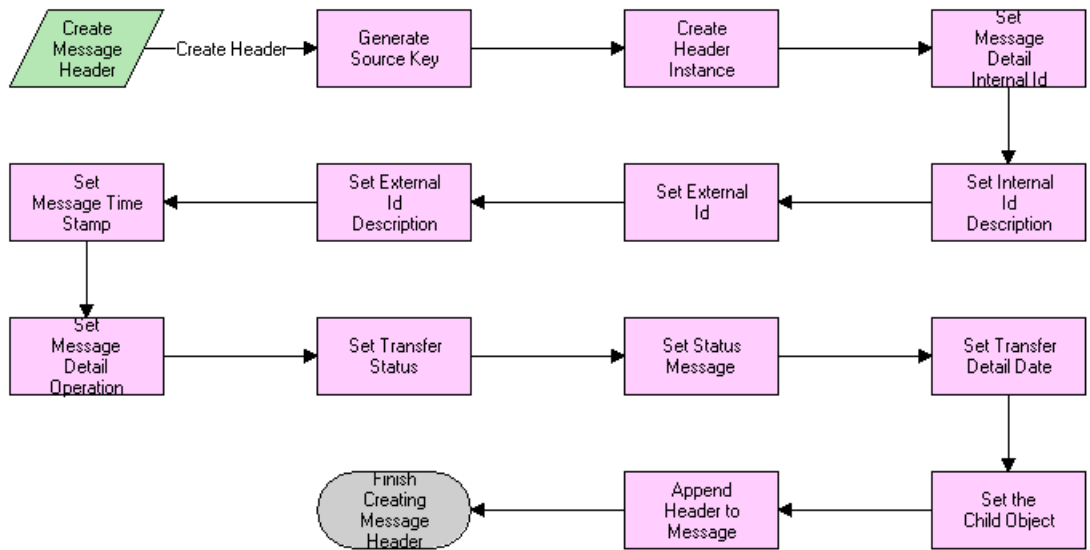 Create
Message
Header
Create Header
Generate
Source Key
Create
Header
Instance
Set
Message
Detail
Internal Id
Set
Message Time
Stamp
Set External
Id
Description
Set External
Id
Set Internal
Id
Description
Set
Message
Detail
Operation
Set Transfer
Status
Set Status
Message
Set Transfer
Detail Date
Finish
Creating
Message
Header
Append
Header to
Message
Set the
Child Object